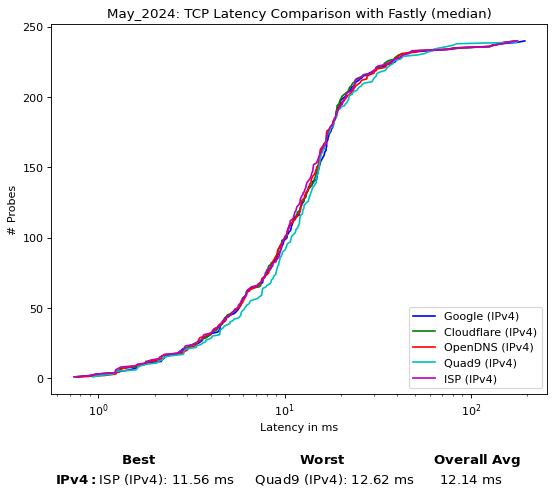 May_2024: TCP Latency Comparison with Fastly (median)
250
200
150
100
50
0
# Probes
10⁰ 10¹ 10²
Latency in ms
Google (IPv4)
Cloudflare (IPv4)
OpenDNS (IPv4)
Quad9 (IPv4)
ISP (IPv4)
Best Worst Overall Avg
IPv4: ISP (IPv4): 11.56 ms Quad9 (IPv4): 12.62 ms 12.14 ms